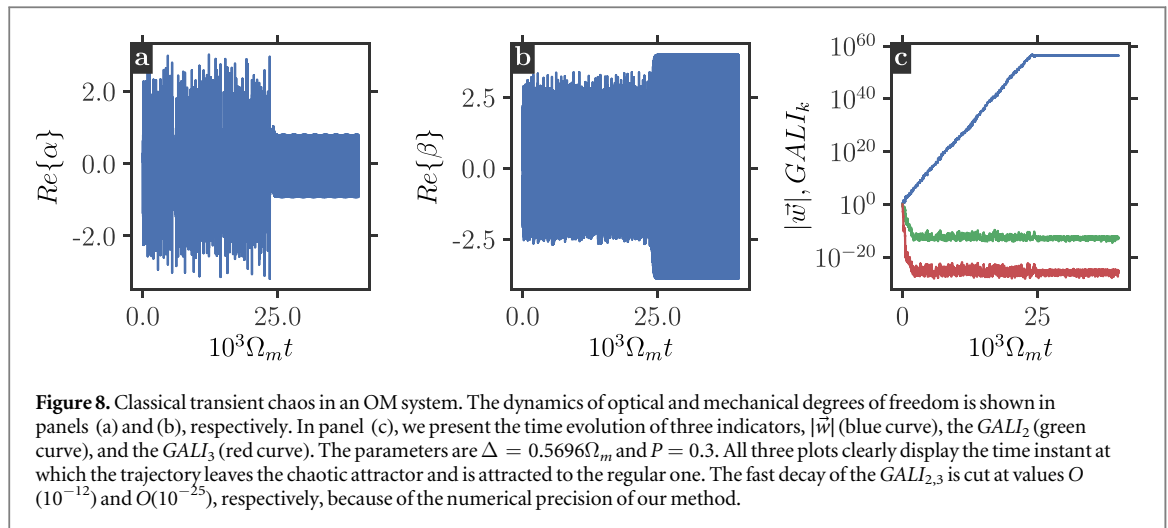 a
b
c
2.0
0.0
-2.0
Re{α}
0.0
25.0
10³Ωₘt
2.5
0.0
-2.5
Re{β}
0.0
25.0
10³Ωₘt
10⁶⁰
10⁴⁰
10²⁰
10⁰
10⁻²⁰
|w⃗|, GALIₖ
0
25
10³Ωₘt
Figure 8. Classical transient chaos in an OM system. The dynamics of optical and mechanical degrees of freedom is shown in
panels (a) and (b), respectively. In panel (c), we present the time evolution of three indicators, |w⃗| (blue curve), the GALI₂ (green
curve), and the GALI₃ (red curve). The parameters are Δ = 0.5696Ωₘ and P = 0.3. All three plots clearly display the time instant at
which the trajectory leaves the chaotic attractor and is attracted to the regular one. The fast decay of the GALI₂,₃ is cut at values O
(10⁻¹²) and O(10⁻²⁵), respectively, because of the numerical precision of our method.